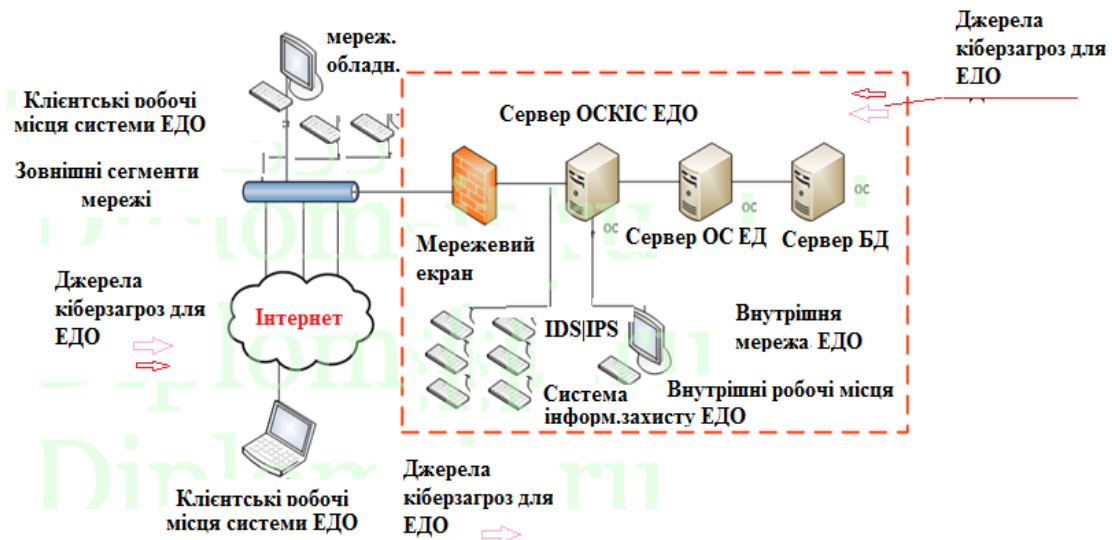 мереж.
обладн.
Джерела
кіберзагроз для
ЕДО
Клієнтські робочі
місця системи ЕДО
Сервер ОСКІС ЕДО
Зовнішні сегменти
мережі
ОС
ОС
ОС
Мережевий
екран
Сервер ОС ЕД
Сервер БД
Джерела
кіберзагроз для
ЕДО
Інтернет
IDS|IPS
Внутрішня
мережа ЕДО
Система
інформ.захисту ЕДО
Внутрішні робочі місця
Джерела
кіберзагроз для
ЕДО
Клієнтські робочі
місця системи ЕДО